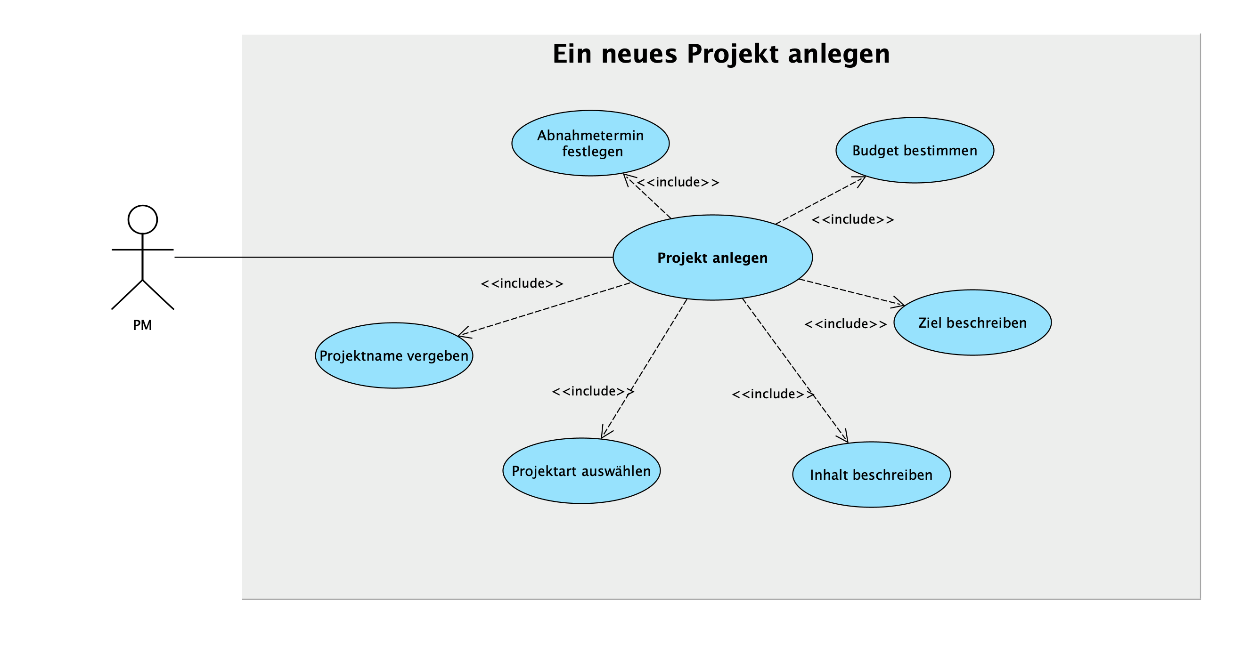 Ein neues Projekt anlegen
Abnahmetermin
festlegen
Budget bestimmen
<<include>>
<<include>>
Projekt anlegen
<<include>>
PM
<<include>>
Ziel beschreiben
Projektname vergeben
<<include>>
<<include>>
Projektart auswählen
Inhalt beschreiben